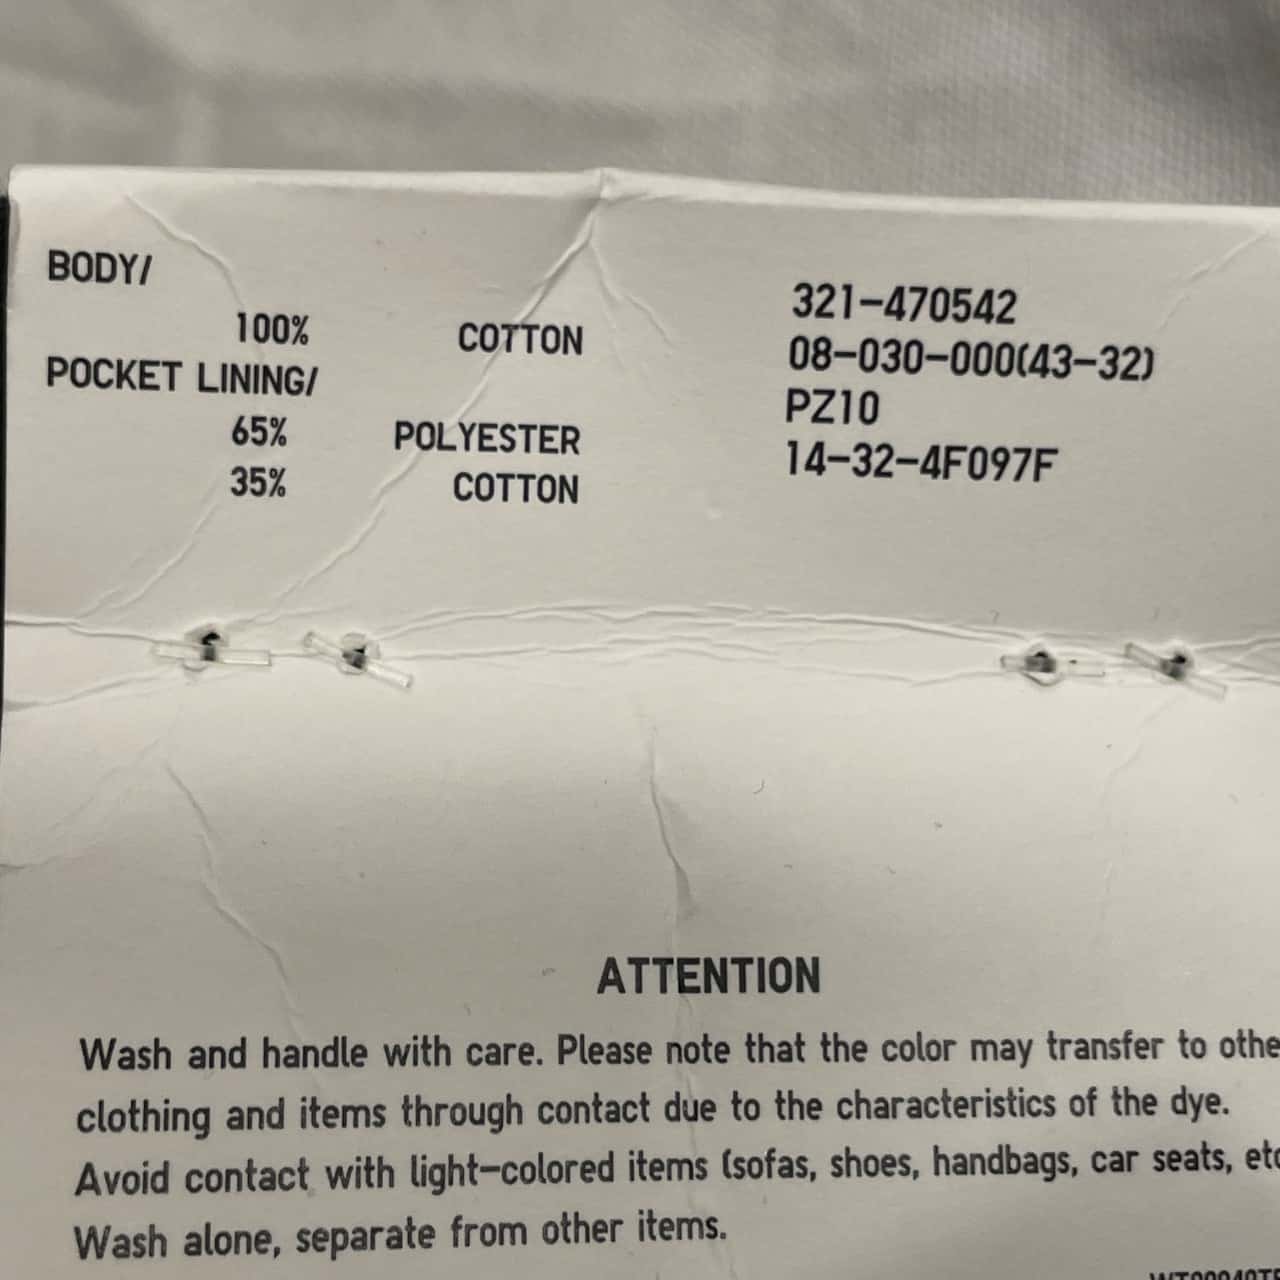 BODY/
100% COTTON
POCKET LINING/
65% POLYESTER
35% COTTON
321-470542
08-030-000(43-32)
PZ10
14-32-4F097F
ATTENTION
Wash and handle with care. Please note that the color may transfer to othe
clothing and items through contact due to the characteristics of the dye.
Avoid contact with light-colored items (sofas, shoes, handbags, car seats, etc
Wash alone, separate from other items.